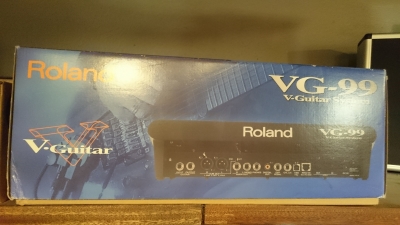 Roland
VG-99
V-Guitar System
V-Guitar
Roland
VG-99